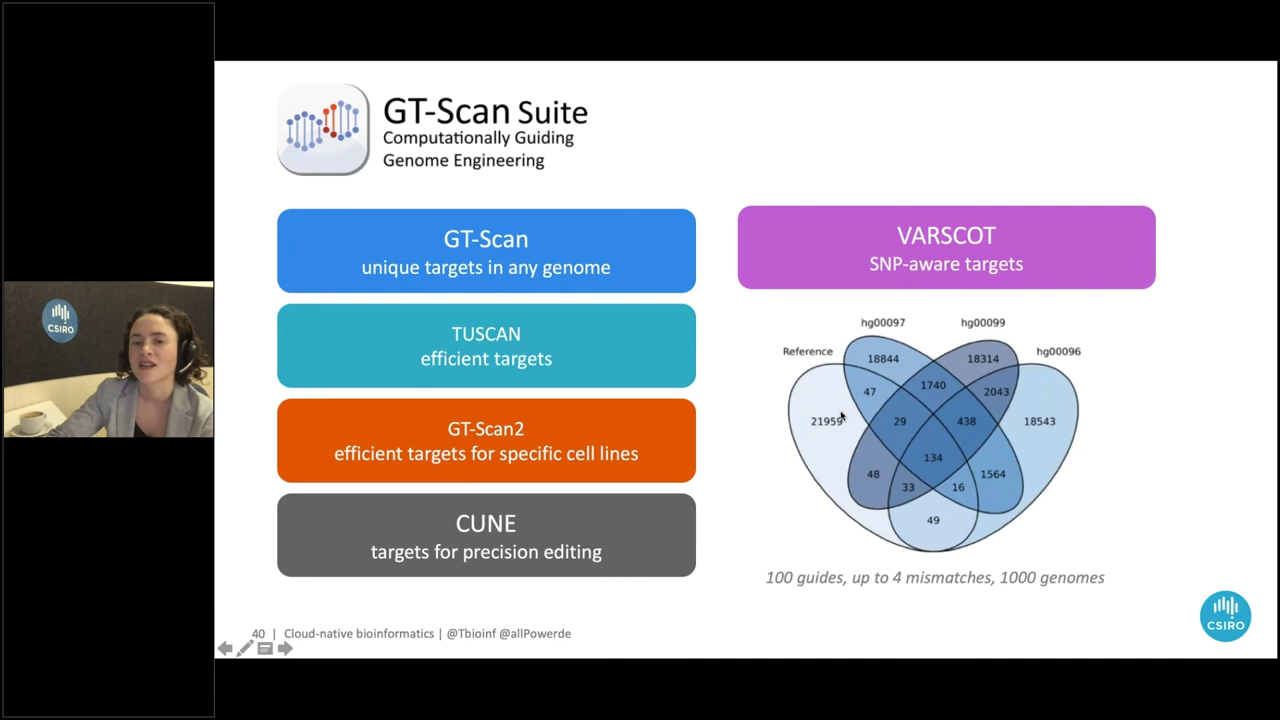 GT-Scan Suite
Computationally Guiding
Genome Engineering
GT-Scan
unique targets in any genome
TUSCAN
efficient targets
GT-Scan2
efficient targets for specific cell lines
CUNE
targets for precision editing
VARSCOT
SNP-aware targets
hg00097 hg00099
Reference hg00096
18844 18314
47 1740 2043
21959 29 438 18543
134
48 33 16 1564
49
100 guides, up to 4 mismatches, 1000 genomes
CSIRO
CSIRO
40 | Cloud-native bioinformatics | @Tbioinf @allPowerde